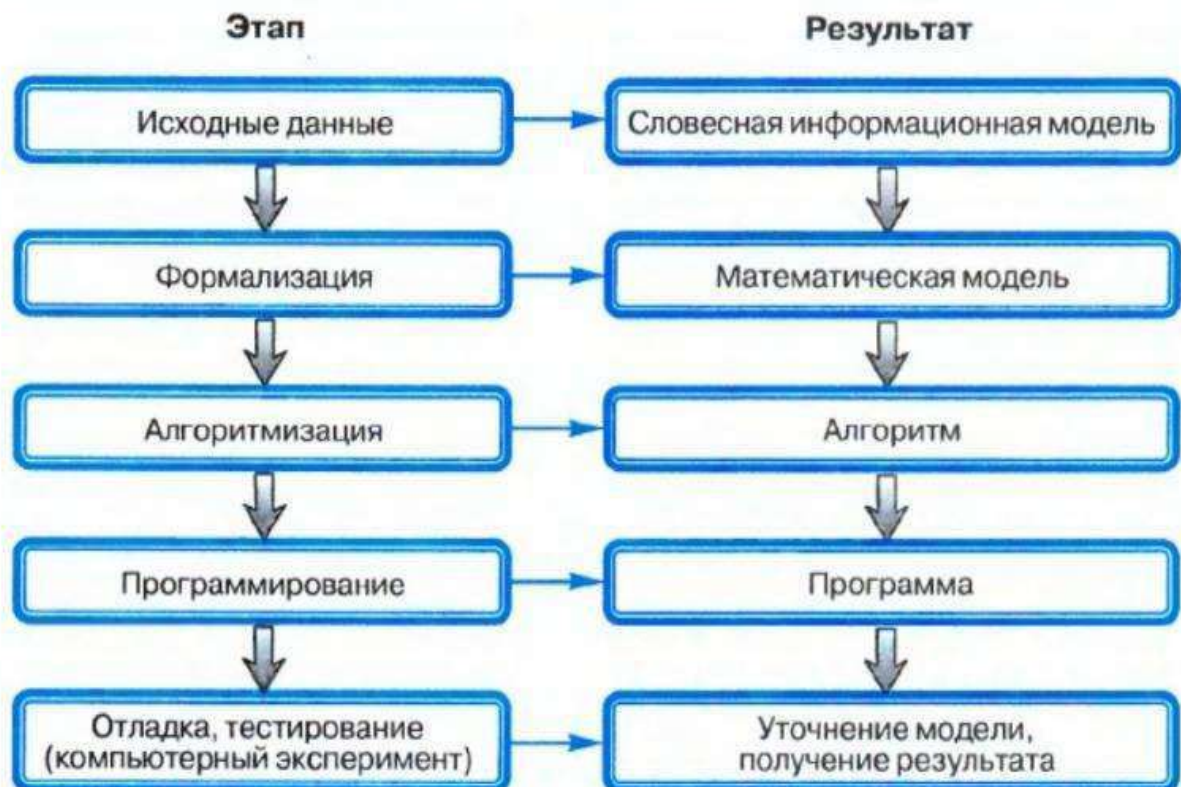 Этап
Результат
Исходные данные
Словесная информационная модель
Формализация
Математическая модель
Алгоритмизация
Алгоритм
Программирование
Программа
Отладка, тестирование
(компьютерный эксперимент)
Уточнение модели,
получение результата